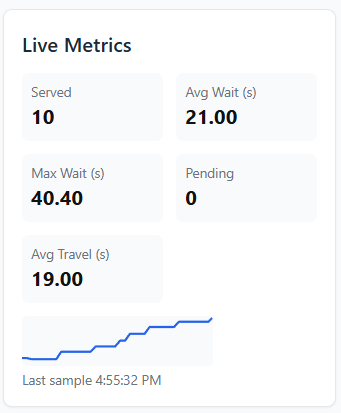 Live Metrics
Served
10
Avg Wait (s)
21.00
Max Wait (s)
40.40
Pending
0
Avg Travel (s)
19.00
Last sample 4:55:32 PM